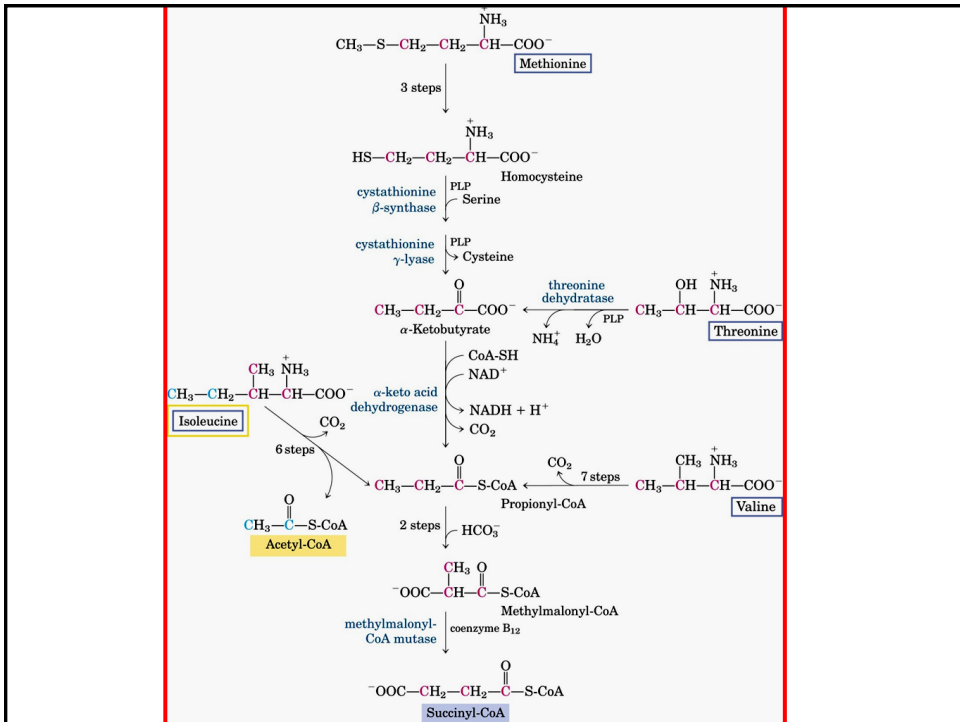 +
NH₃
CH₃—S—CH₂—CH₂—CH—COO⁻
Methionine
3 steps
+
NH₃
HS—CH₂—CH₂—CH—COO⁻
Homocysteine
cystathionine
β-synthase
PLP
Serine
cystathionine
γ-lyase
PLP
Cysteine
O
CH₃—CH₂—C—COO⁻
α-Ketobutyrate
threonine
dehydratase
PLP
NH₄⁺
H₂O
+
OH NH₃
CH₃—CH—CH—COO⁻
Threonine
CoA-SH
NAD⁺
α-keto acid
dehydrogenase
NADH + H⁺
CO₂
+
CH₃ NH₃
CH₃—CH₂—CH—CH—COO⁻
Isoleucine
CO₂
6 steps
O
CH₃—C—S-CoA
Acetyl-CoA
O
CH₃—CH₂—C—S-CoA
Propionyl-CoA
CO₂
7 steps
+
CH₃ NH₃
CH₃—CH—CH—COO⁻
Valine
2 steps
HCO₃⁻
CH₃ O
⁻OOC—CH—C—S-CoA
Methylmalonyl-CoA
methylmalonyl-
CoA mutase
coenzyme B₁₂
O
⁻OOC—CH₂—CH₂—C—S-CoA
Succinyl-CoA